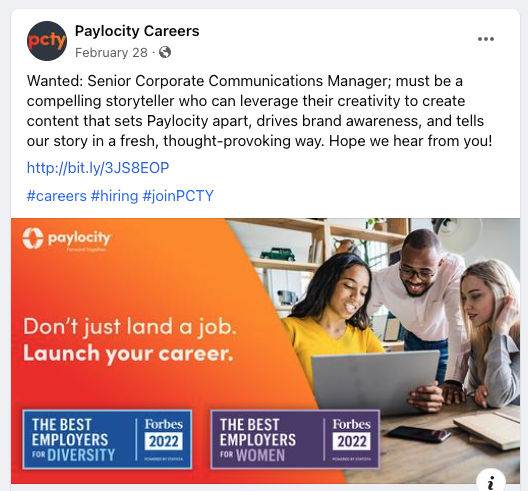 pcty
Paylocity Careers
February 28 ·
Wanted: Senior Corporate Communications Manager; must be a
compelling storyteller who can leverage their creativity to create
content that sets Paylocity apart, drives brand awareness, and tells
our story in a fresh, thought-provoking way. Hope we hear from you!
http://bit.ly/3JS8EOP
#careers #hiring #joinPCTY
paylocity
Forward Together.
Don't just land a job.
Launch your career.
THE BEST
EMPLOYERS
FOR DIVERSITY
Forbes
2022
POWERED BY STATISTA
THE BEST
EMPLOYERS
FOR WOMEN
Forbes
2022
POWERED BY STATISTA
i